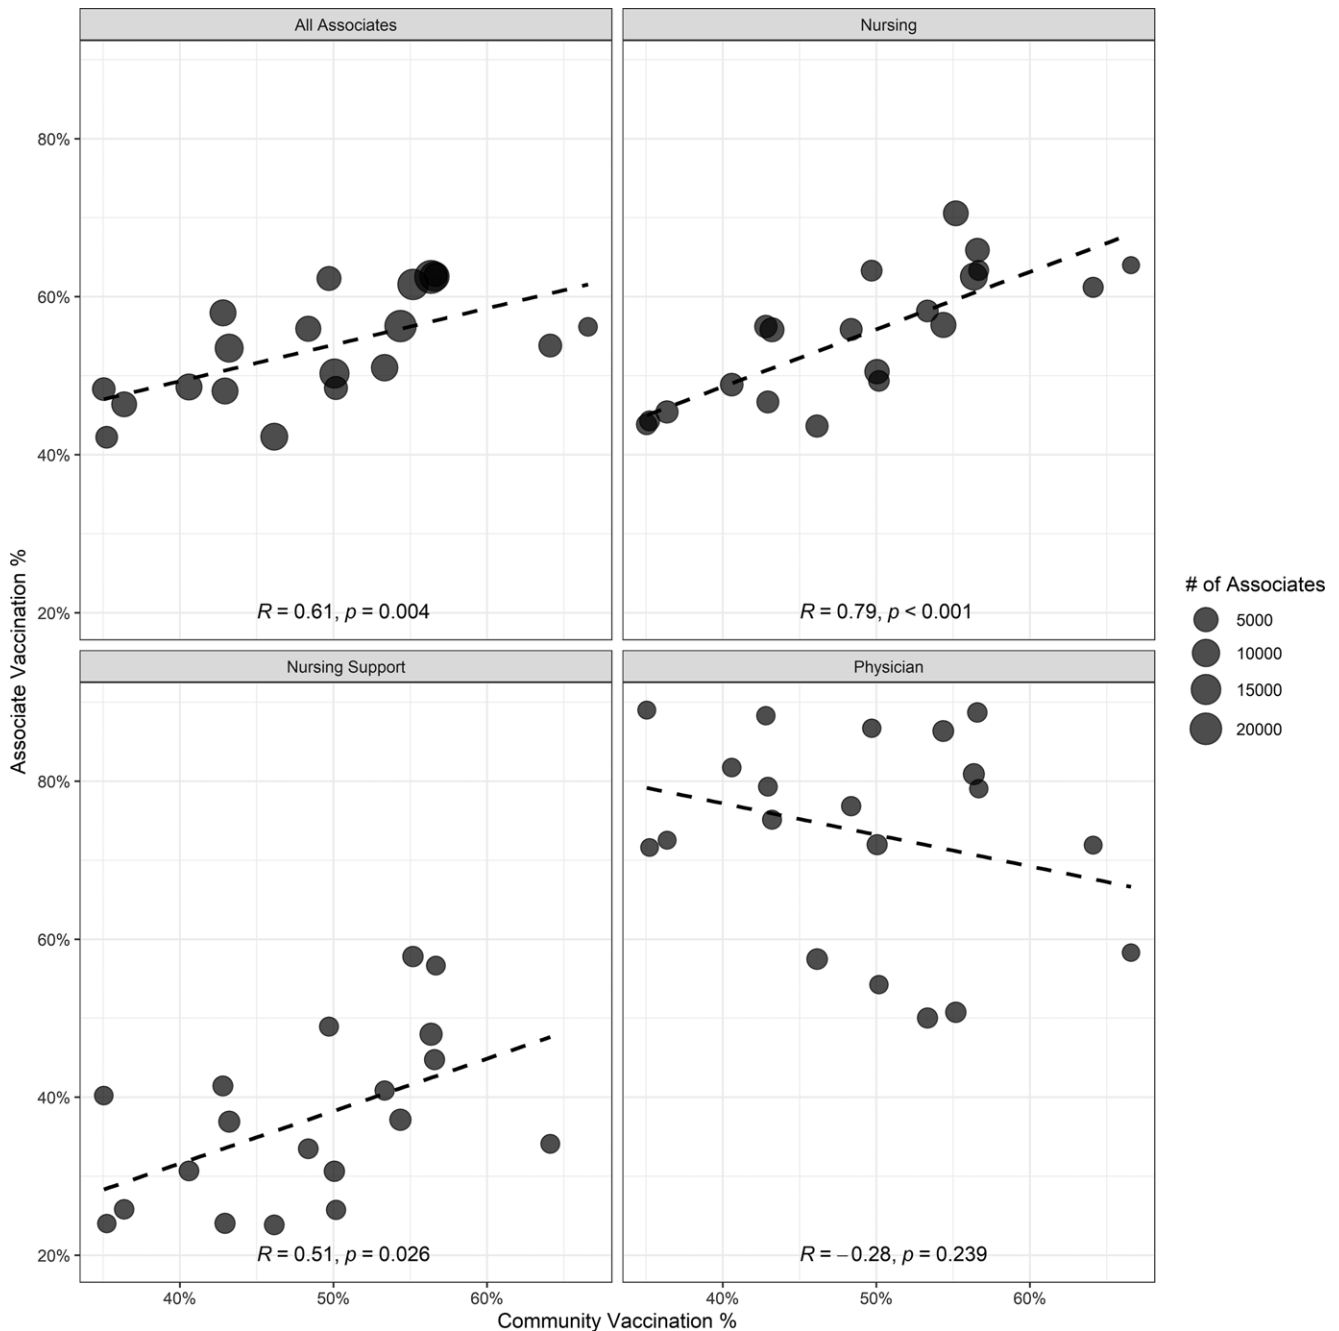 All Associates
Nursing
80%
60%
40%
20%
R = 0.61, p = 0.004
R = 0.79, p < 0.001
Nursing Support
Physician
80%
60%
40%
20%
R = 0.51, p = 0.026
R = −0.28, p = 0.239
40%
50%
60%
40%
50%
60%
Community Vaccination %
Associate Vaccination %
# of Associates
5000
10000
15000
20000